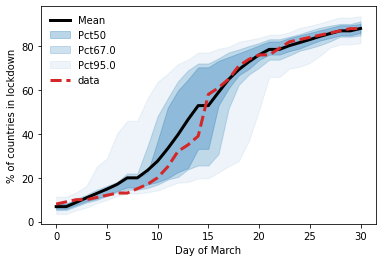 Mean
Pct50
Pct67.0
Pct95.0
data
% of countries in lockdown
80
60
40
20
0
0 5 10 15 20 25 30
Day of March